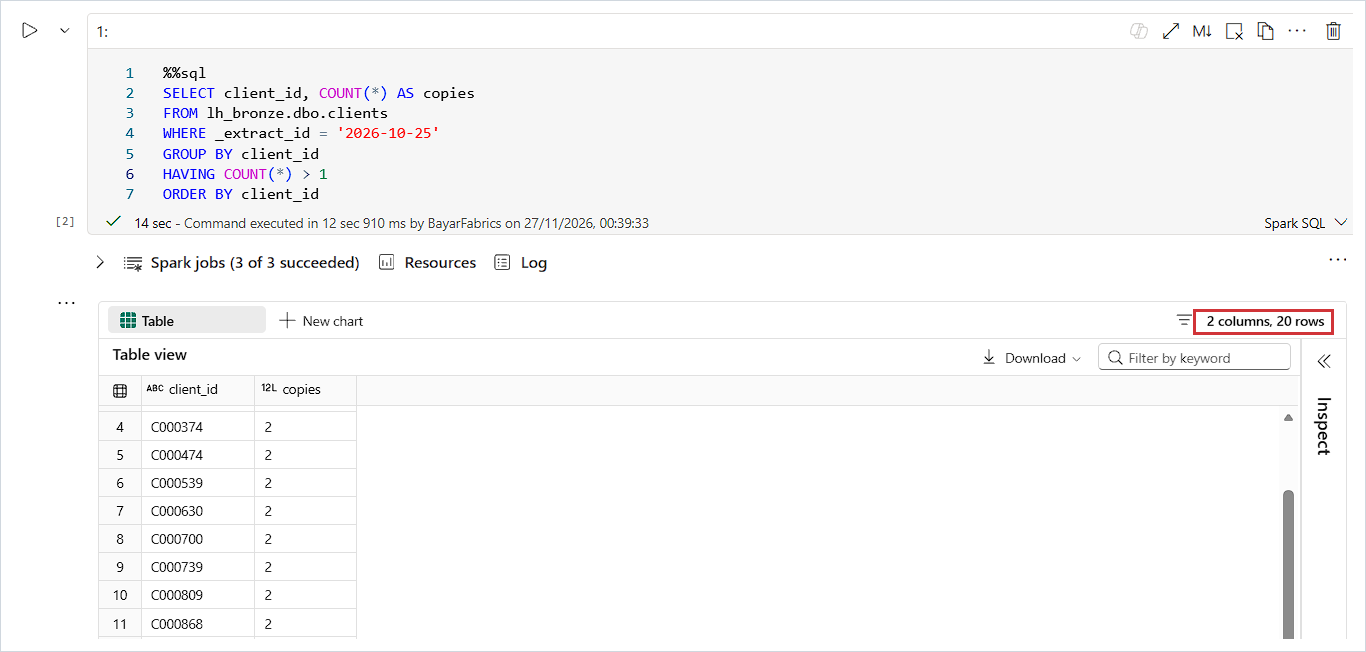 1:
M↓
1 %%sql
2 SELECT client_id, COUNT(*) AS copies
3 FROM lh_bronze.dbo.clients
4 WHERE _extract_id = '2026-10-25'
5 GROUP BY client_id
6 HAVING COUNT(*) > 1
7 ORDER BY client_id
[2] 14 sec - Command executed in 12 sec 910 ms by BayarFabrics on 27/11/2026, 00:39:33 Spark SQL
Spark jobs (3 of 3 succeeded) Resources Log
Table New chart 2 columns, 20 rows
Table view Download Filter by keyword
ABC client_id 12L copies
4 C000374 2
5 C000474 2
6 C000539 2
7 C000630 2
8 C000700 2
9 C000739 2
10 C000809 2
11 C000868 2
Inspect